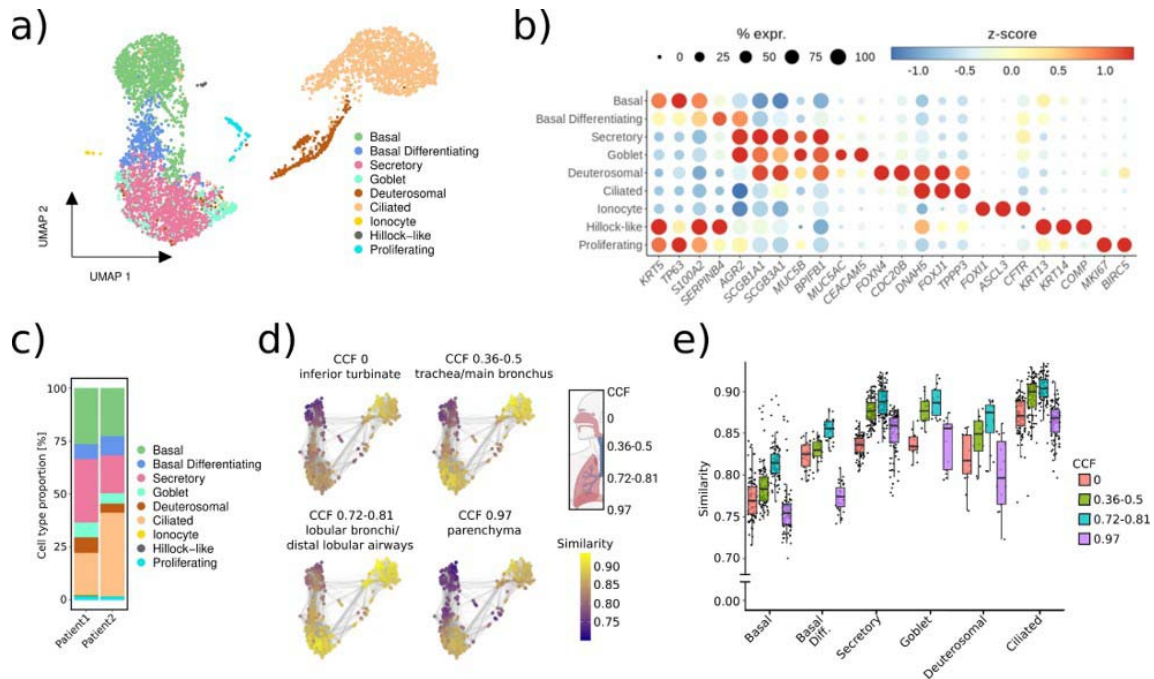 a)
UMAP 2
UMAP 1
Basal
Basal Differentiating
Secretory
Goblet
Deuterosomal
Ciliated
Ionocyte
Hillock-like
Proliferating
b)
% expr.
0 25 50 75 100
z-score
-1.0 -0.5 0.0 0.5 1.0
Basal
Basal Differentiating
Secretory
Goblet
Deuterosomal
Ciliated
Ionocyte
Hillock-like
Proliferating
KRT5 TP63 S100A2 SERPINB4 AGR2 SCGB1A1 SCGB3A1 MUC5B BPIFB1 MUC5AC CEACAM5 FOXN4 CDC20B DNAH5 FOXJ1 TPPP3 FOXI1 ASCL3 CFTR KRT13 KRT14 COMP MKI67 BIRC5
c)
Cell type proportion [%]
100
75
50
25
0
Patient1 Patient2
Basal
Basal Differentiating
Secretory
Goblet
Deuterosomal
Ciliated
Ionocyte
Hillock-like
Proliferating
d)
CCF 0
inferior turbinate
CCF 0.36-0.5
trachea/main bronchus
CCF 0.72-0.81
lobular bronchi/
distal lobular airways
CCF 0.97
parenchyma
CCF
0
0.36-0.5
0.72-0.81
0.97
Similarity
0.90
0.85
0.80
0.75
e)
Similarity
0.90
0.85
0.80
0.75
0.70
0.00
Basal
Basal
Diff.
Secretory
Goblet
Deuterosomal
Ciliated
CCF
0
0.36-0.5
0.72-0.81
0.97